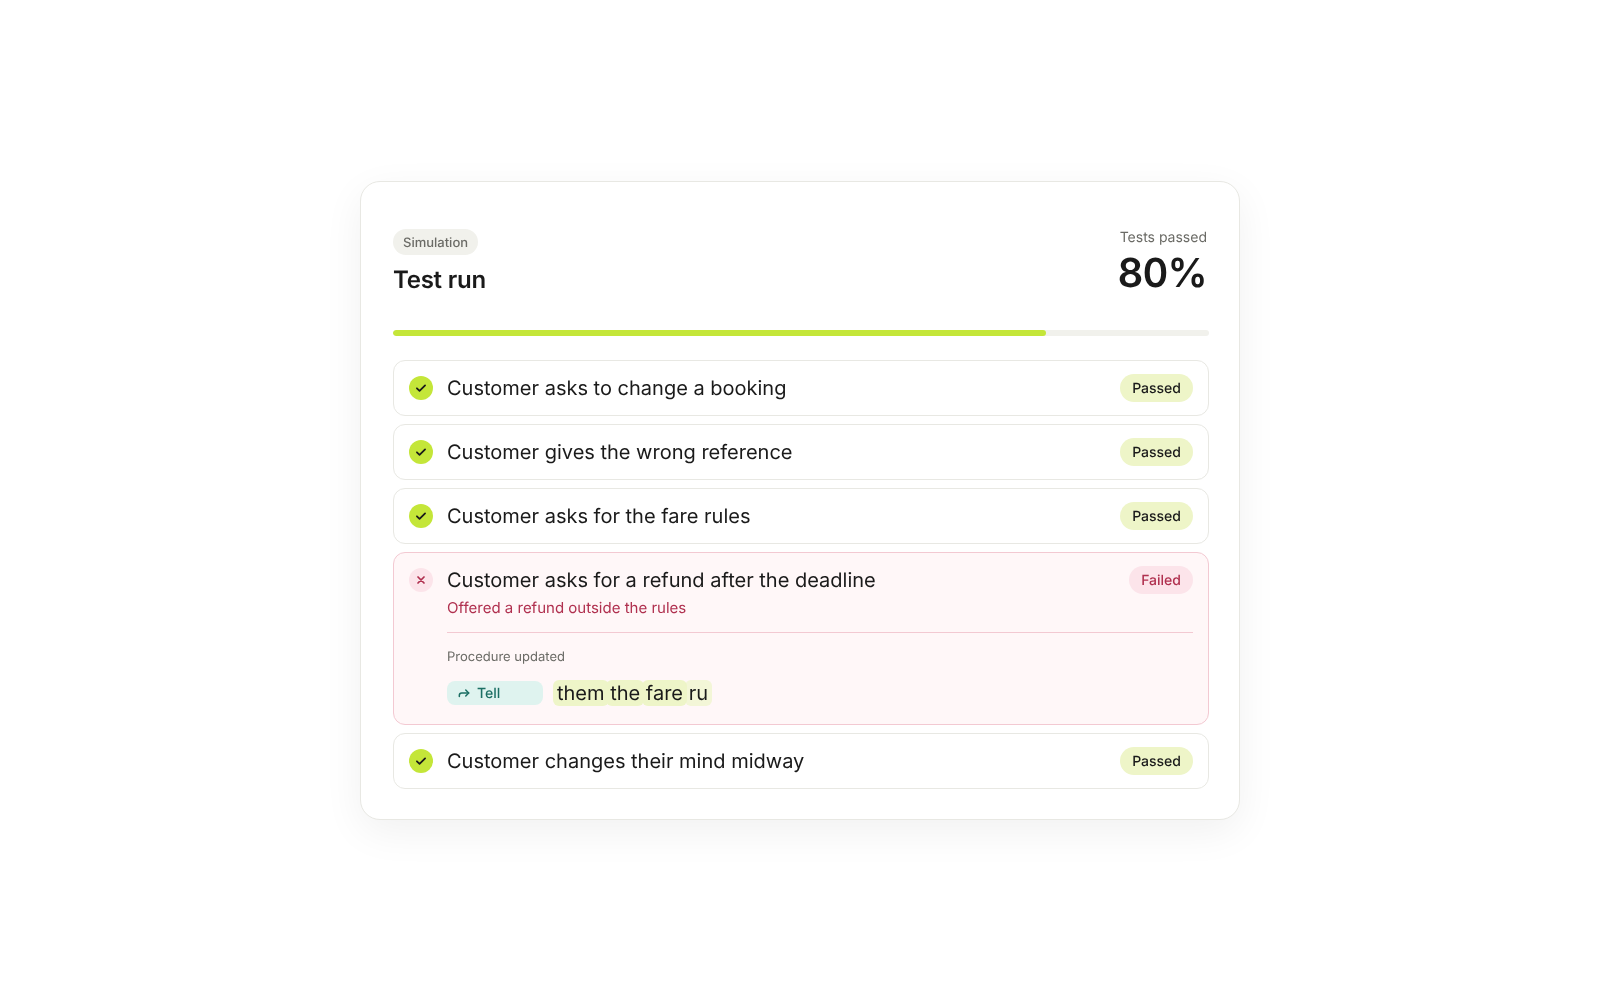 Simulation
Test run
Tests passed
80%
Customer asks to change a booking
Passed
Customer gives the wrong reference
Passed
Customer asks for the fare rules
Passed
Customer asks for a refund after the deadline
Failed
Offered a refund outside the rules
Procedure updated
Tell them the fare ru
Customer changes their mind midway
Passed